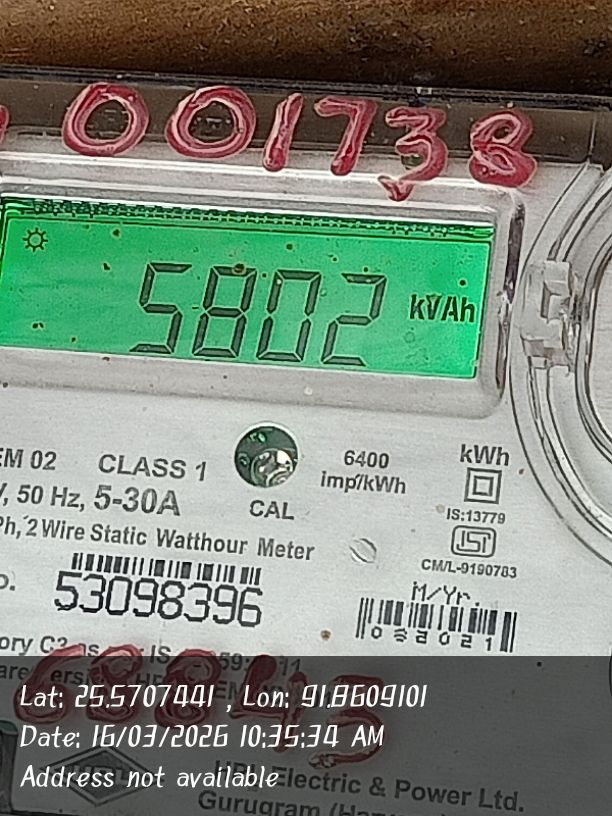 001738
5802 kVAh
EM 02 CLASS 1
6400
imp/kWh
kWh
V, 50 Hz, 5-30A
CAL
IS:13779
Ph, 2 Wire Static Watthour Meter
CM/L-9190783
53098396
M/Yr.
Lat: 25.5707441 , Lon: 91.8609101
Date: 16/03/2026 10:35:34 AM
Address not available
Electric & Power Ltd.
Gurugram